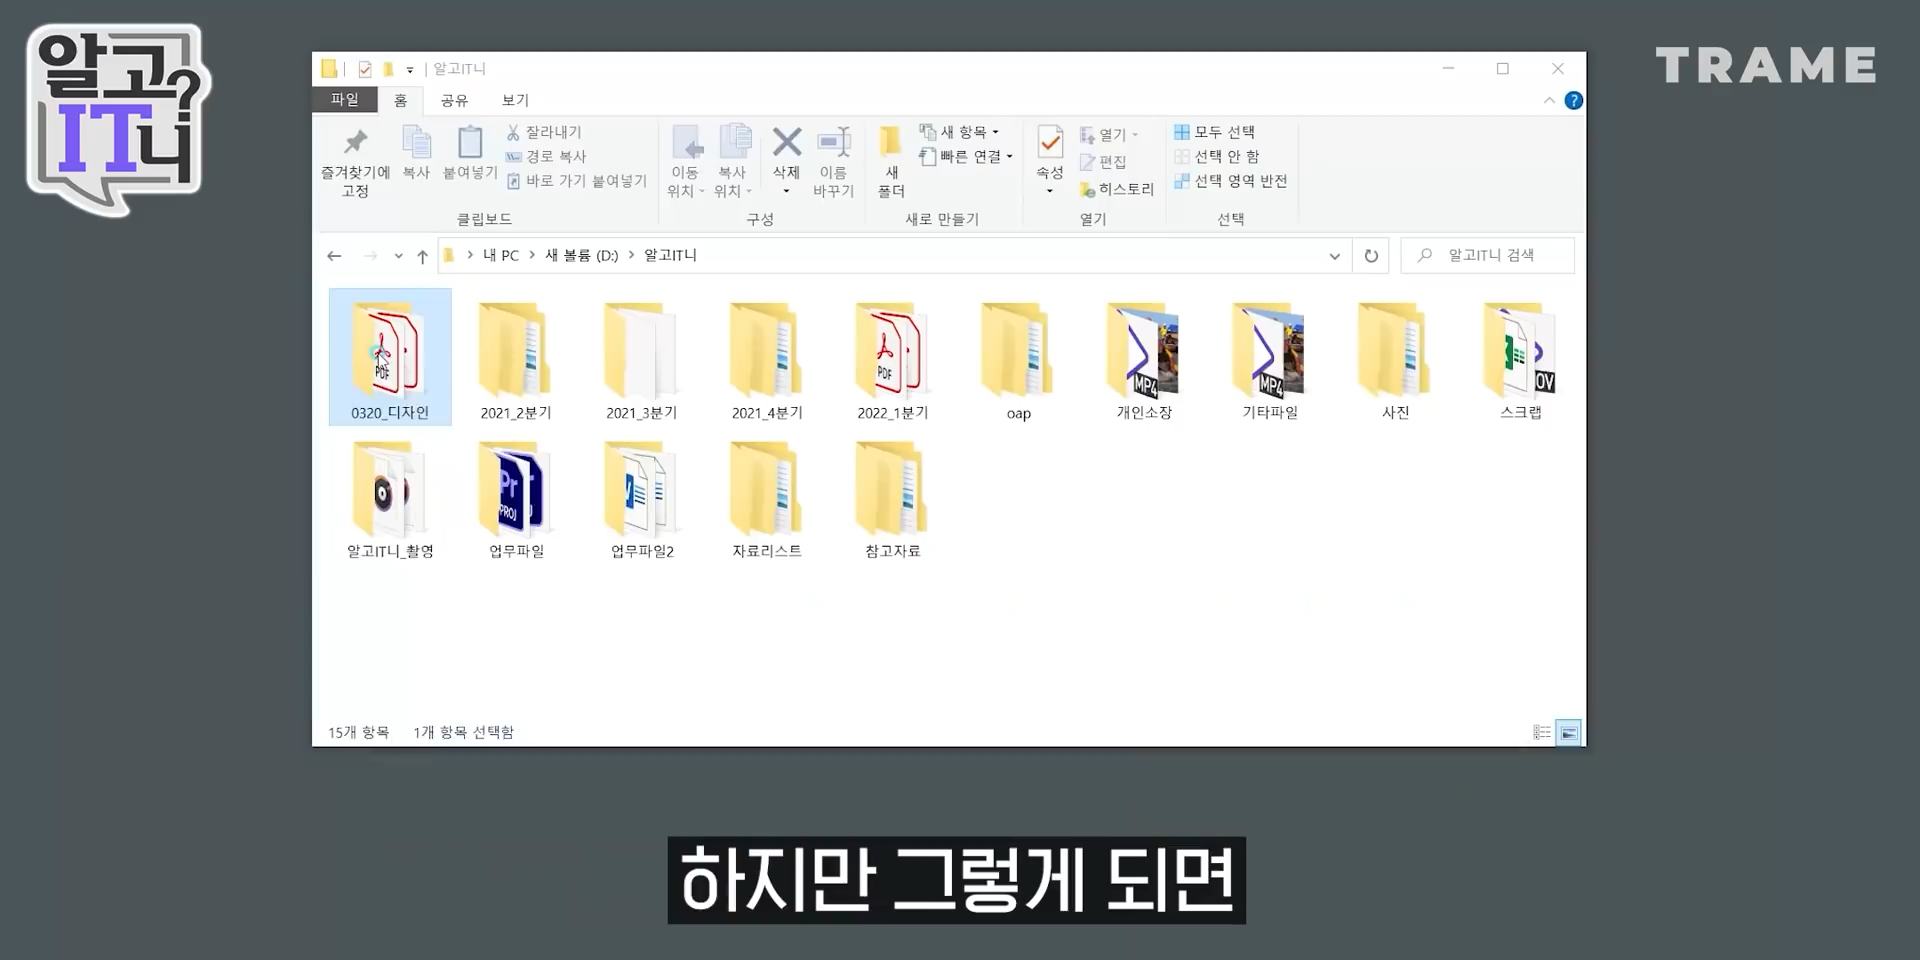 알고?
IT니
TRAME
알고IT니
파일 홈 공유 보기
즐겨찾기에 고정
복사
붙여넣기
잘라내기
경로 복사
바로 가기 붙여넣기
클립보드
이동 위치
복사 위치
삭제
이름 바꾸기
구성
새 폴더
새 항목
빠른 연결
새로 만들기
속성
열기
편집
히스토리
열기
모두 선택
선택 안 함
선택 영역 반전
선택
내 PC > 새 볼륨 (D:) > 알고IT니
알고IT니 검색
PDF PDF MP4 MP4 OV
0320_디자인 2021_2분기 2021_3분기 2021_4분기 2022_1분기 oap 개인소장 기타파일 사진 스크랩
Pr
PROJ
알고IT니_촬영 업무파일 업무파일2 자료리스트 참고자료
15개 항목 1개 항목 선택함
하지만 그렇게 되면